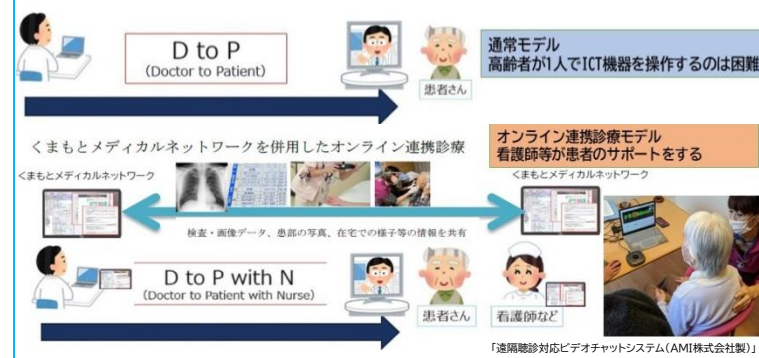 D to P
(Doctor to Patient)
患者さん
通常モデル
高齢者が1人でICT機器を操作するのは困難
くまもとメディカルネットワークを併用したオンライン連携診療
オンライン連携診療モデル
看護師等が患者のサポートをする
くまもとメディカルネットワーク
くまもとメディカルネットワーク
検査・画像データ、患部の写真、在宅での様子等の情報を共有
D to P with N
(Doctor to Patient with Nurse)
患者さん
看護師など
「遠隔聴診対応ビデオチャットシステム(AMI株式会社製)」